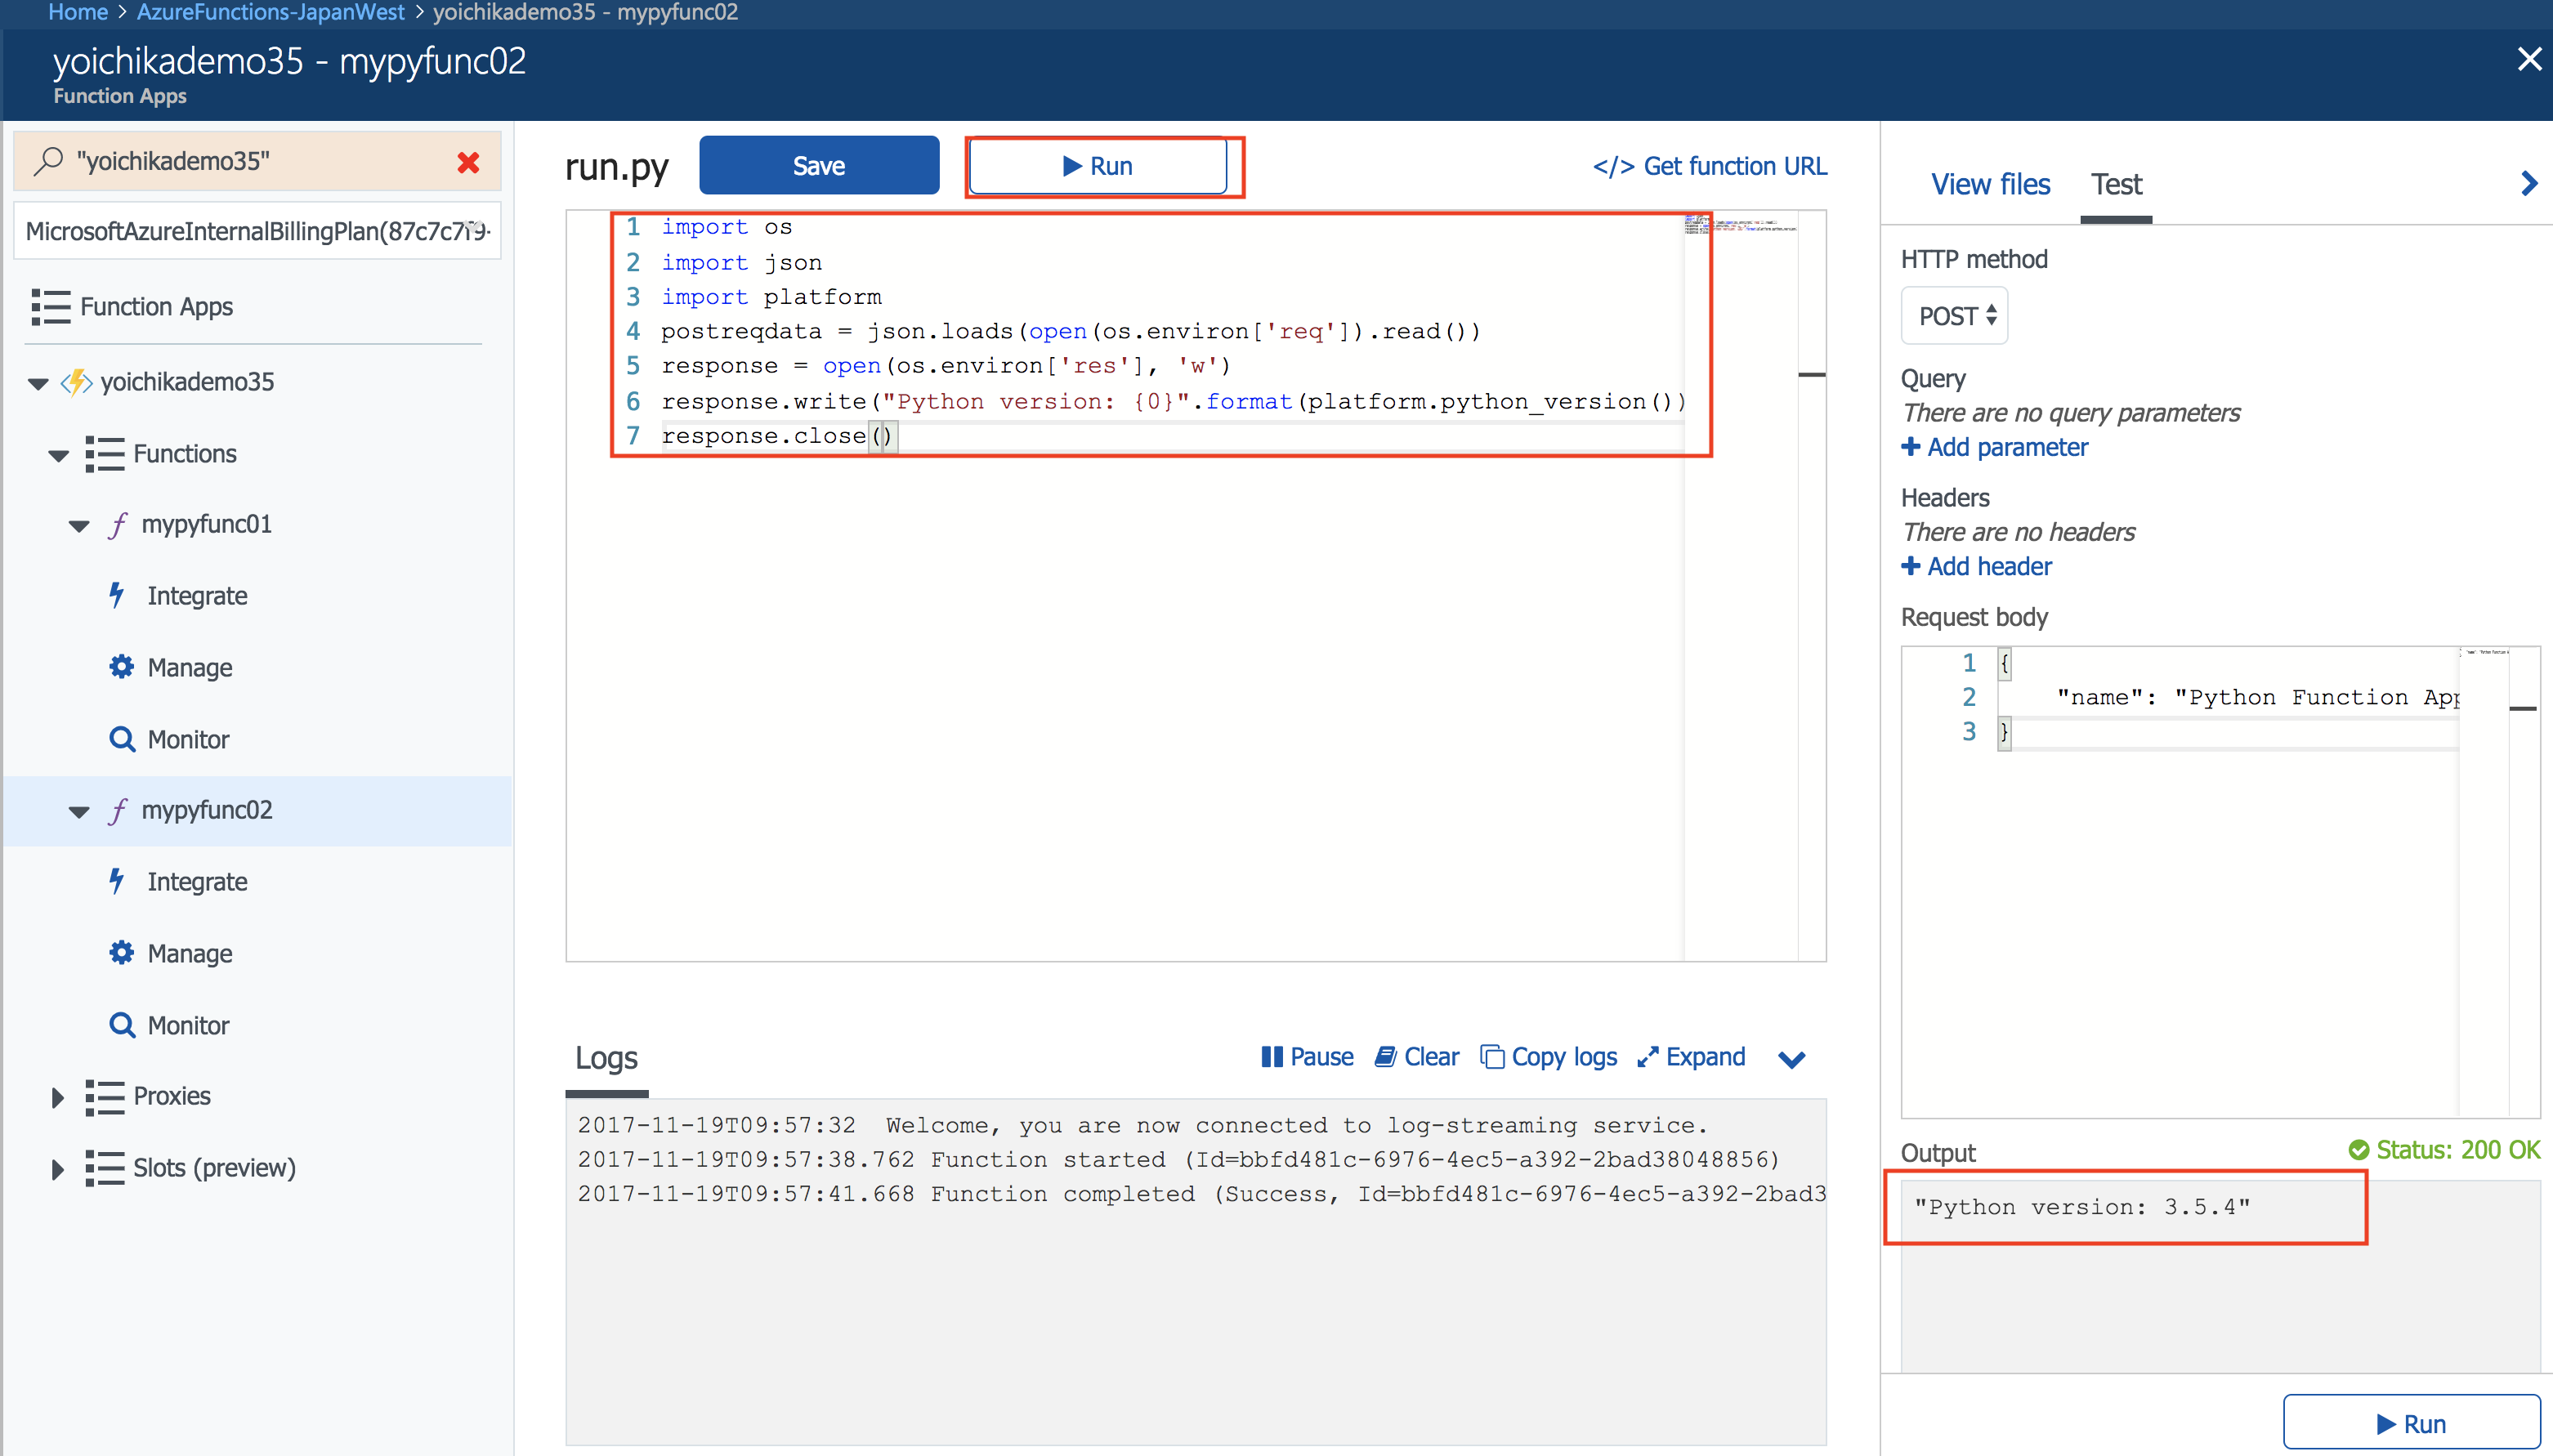 Home > AzureFunctions-JapanWest > yoichikademo35 - mypyfunc02
yoichikademo35 - mypyfunc02
Function Apps
"yoichikademo35"
MicrosoftAzureInternalBillingPlan(87c7c7f9-
Function Apps
yoichikademo35
Functions
mypyfunc01
Integrate
Manage
Monitor
mypyfunc02
Integrate
Manage
Monitor
Proxies
Slots (preview)
run.py
Save
Run
</> Get function URL
1 import os
2 import json
3 import platform
4 postreqdata = json.loads(open(os.environ['req']).read())
5 response = open(os.environ['res'], 'w')
6 response.write("Python version: {0}".format(platform.python_version())
7 response.close()
Logs
Pause
Clear
Copy logs
Expand
2017-11-19T09:57:32  Welcome, you are now connected to log-streaming service.
2017-11-19T09:57:38.762 Function started (Id=bbfd481c-6976-4ec5-a392-2bad38048856)
2017-11-19T09:57:41.668 Function completed (Success, Id=bbfd481c-6976-4ec5-a392-2bad3
View files
Test
HTTP method
POST
Query
There are no query parameters
+ Add parameter
Headers
There are no headers
+ Add header
Request body
1 {
2 "name": "Python Function App
3 }
Output
Status: 200 OK
"Python version: 3.5.4"
Run